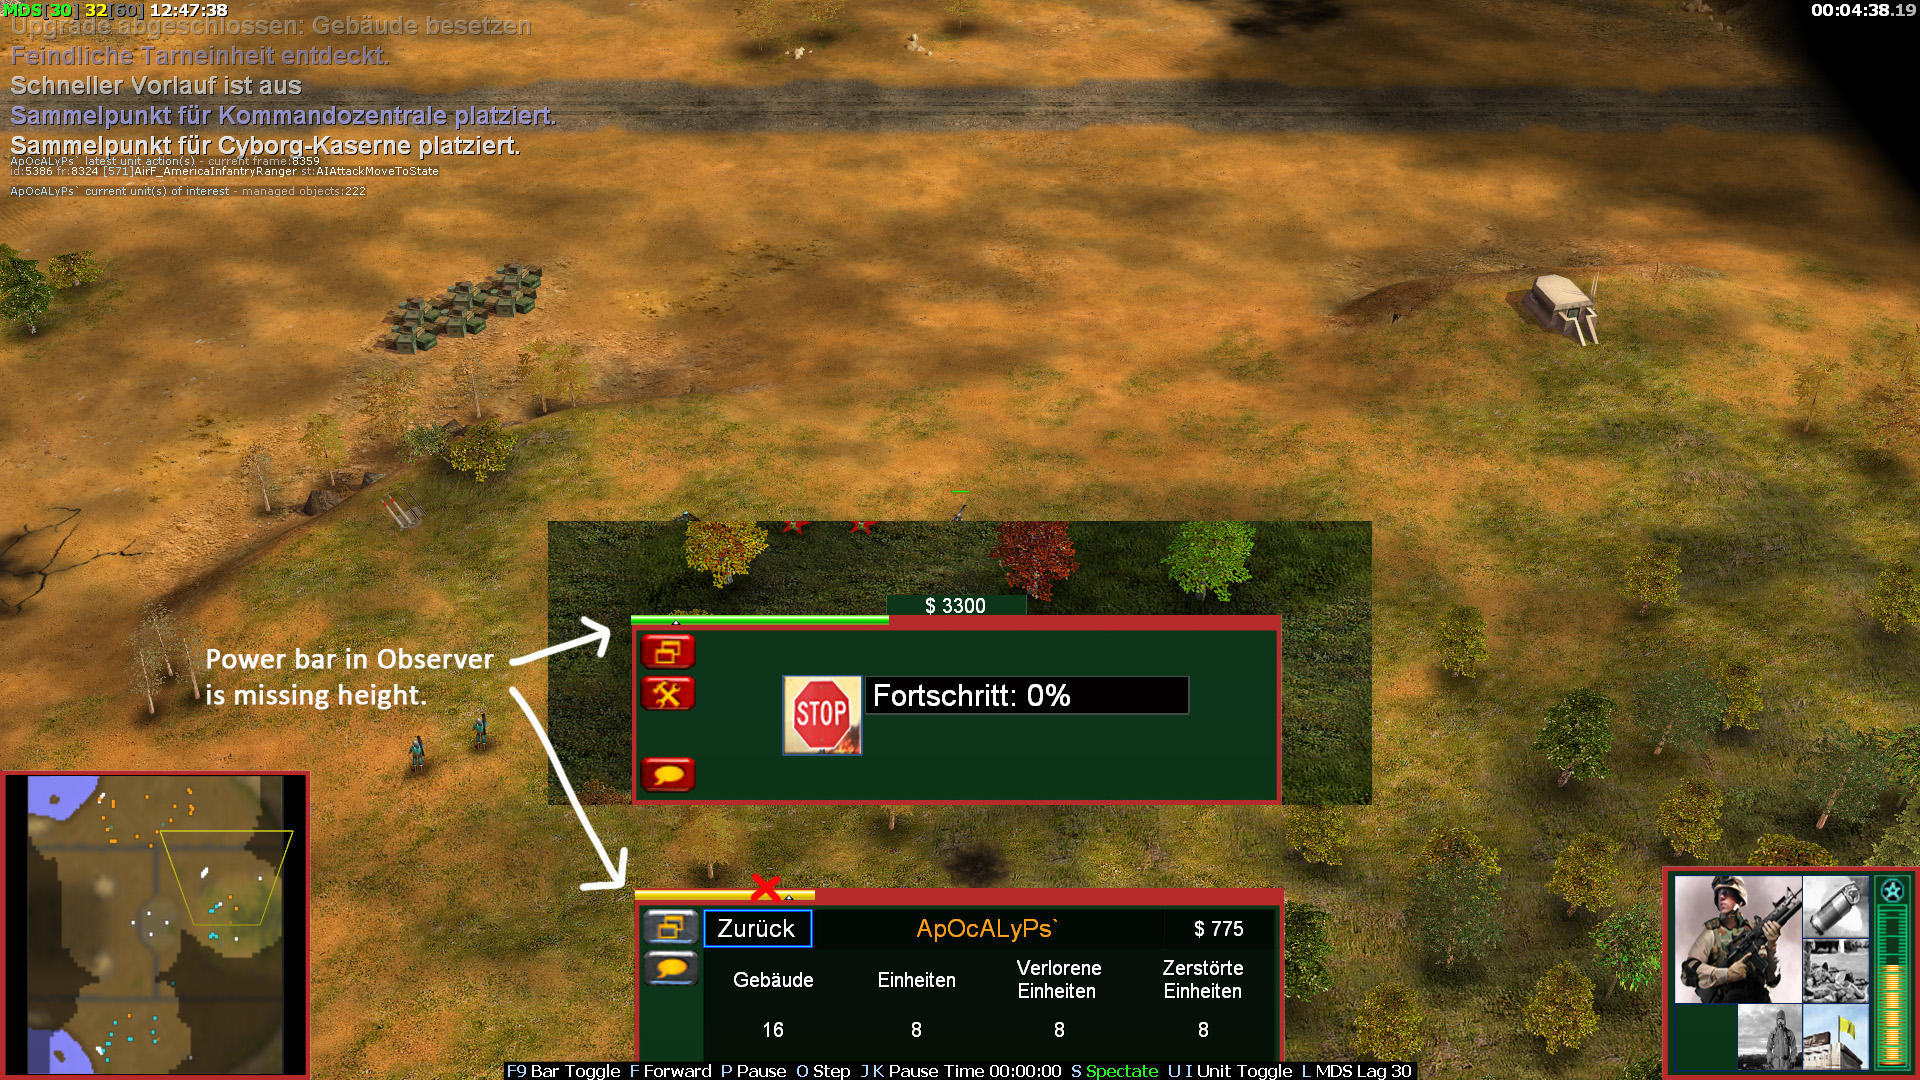 MDS[30] 32[60] 12:47:38
00:04:38.19
Upgrade abgeschlossen: Gebäude besetzen
Feindliche Tarneinheit entdeckt.
Schneller Vorlauf ist aus
Sammelpunkt für Kommandozentrale platziert.
Sammelpunkt für Cyborg-Kaserne platziert.
ApOcALyPs` latest unit action(s) - current frame:8359
id:5386 fr:8324 [571]AirF_AmericaInfantryRanger st:AIAttackMoveToState
ApOcALyPs` current unit(s) of interest - managed objects:222
$ 3300
Power bar in Observer
is missing height.
STOP
Fortschritt: 0%
Zurück
ApOcALyPs`
$ 775
Gebäude
Einheiten
Verlorene
Einheiten
Zerstörte
Einheiten
16
8
8
8
F9 Bar Toggle F Forward P Pause O Step J K Pause Time 00:00:00 S Spectate U I Unit Toggle L MDS Lag 30